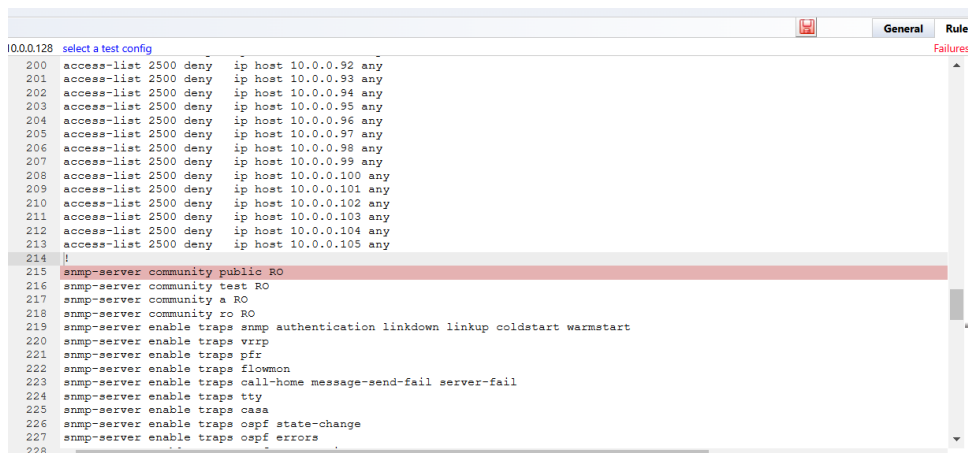 General Rule
10.0.0.128 select a test config Failures
200 access-list 2500 deny   ip host 10.0.0.92 any
201 access-list 2500 deny   ip host 10.0.0.93 any
202 access-list 2500 deny   ip host 10.0.0.94 any
203 access-list 2500 deny   ip host 10.0.0.95 any
204 access-list 2500 deny   ip host 10.0.0.96 any
205 access-list 2500 deny   ip host 10.0.0.97 any
206 access-list 2500 deny   ip host 10.0.0.98 any
207 access-list 2500 deny   ip host 10.0.0.99 any
208 access-list 2500 deny   ip host 10.0.0.100 any
209 access-list 2500 deny   ip host 10.0.0.101 any
210 access-list 2500 deny   ip host 10.0.0.102 any
211 access-list 2500 deny   ip host 10.0.0.103 any
212 access-list 2500 deny   ip host 10.0.0.104 any
213 access-list 2500 deny   ip host 10.0.0.105 any
214 !
215 snmp-server community public RO
216 snmp-server community test RO
217 snmp-server community a RO
218 snmp-server community ro RO
219 snmp-server enable traps snmp authentication linkdown linkup coldstart warmstart
220 snmp-server enable traps vrrp
221 snmp-server enable traps pfr
222 snmp-server enable traps flowmon
223 snmp-server enable traps call-home message-send-fail server-fail
224 snmp-server enable traps tty
225 snmp-server enable traps casa
226 snmp-server enable traps ospf state-change
227 snmp-server enable traps ospf errors
228